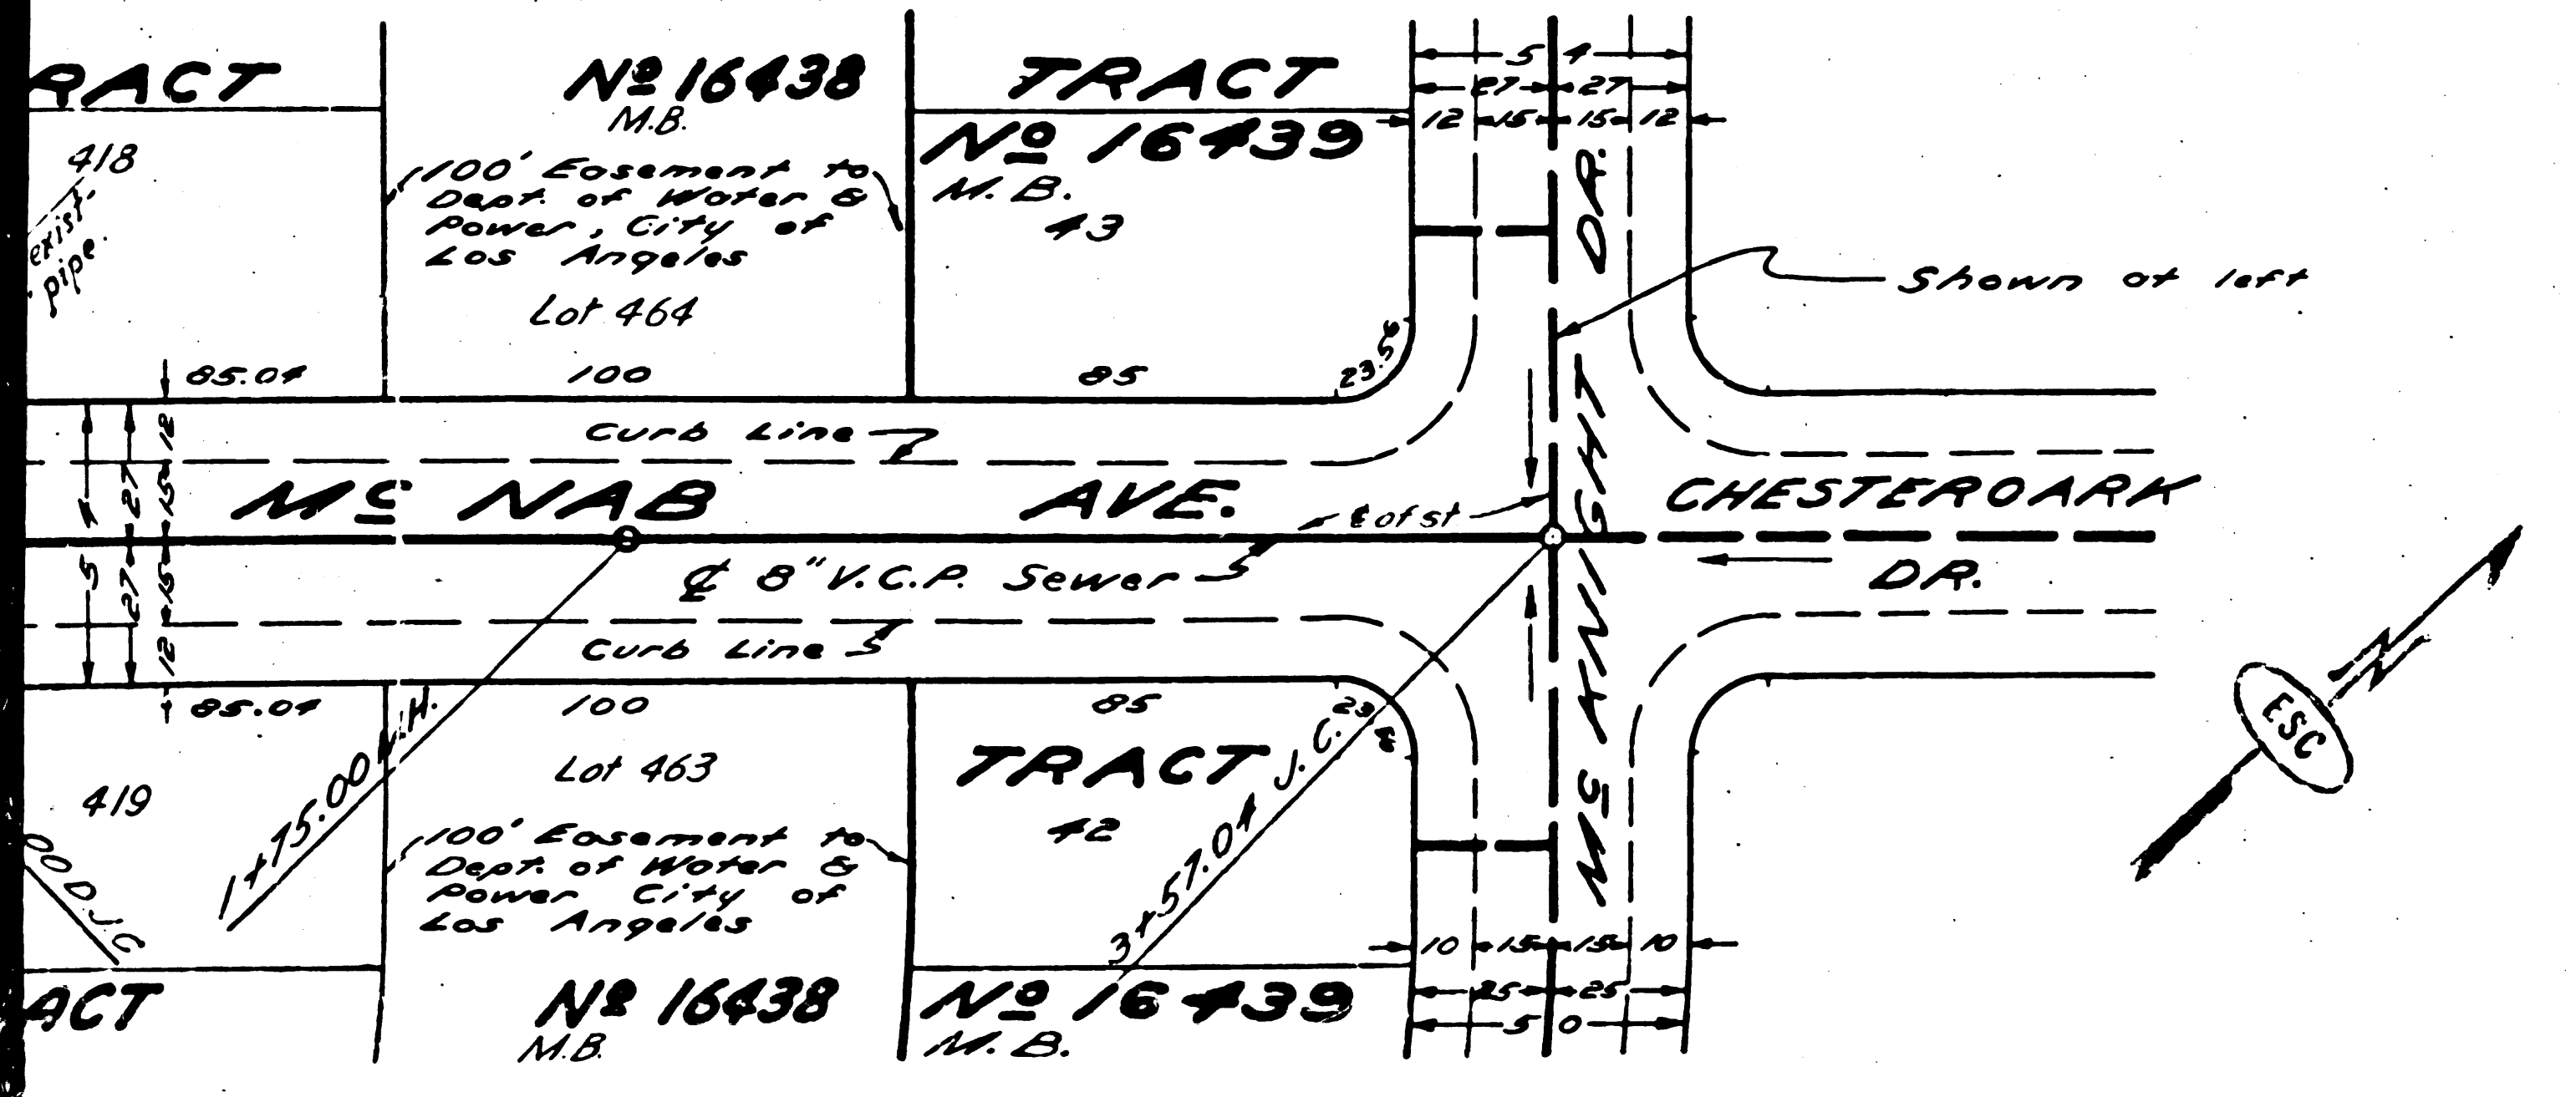 RACT
418
exist.
pipe.
85.04
Nº 16438
M.B.
100' Easement to
Dept. of Water &
Power, City of
Los Angeles
Lot 464
100
TRACT
Nº 16439
M. B.
43
85
23.56
5 4
27 27
12 15 15 12
Shown at left
Curb Line
12
15
27
5 4
15
27
12
Mc NAB AVE.
℄ of st
℄ 8" V.C.P. Sewer
Curb Line
Mc KNIGHT DR.
CHESTEROARK
DR.
N
ESC
85.04
419
1+75.00
100
Lot 463
100' Easement to
Dept. of Water &
Power City of
Los Angeles
Nº 16438
M.B.
85
23
TRACT
42
3+57.04 J.C.
Nº 16439
M. B.
10 15 15 10
25 25
5 0
ACT